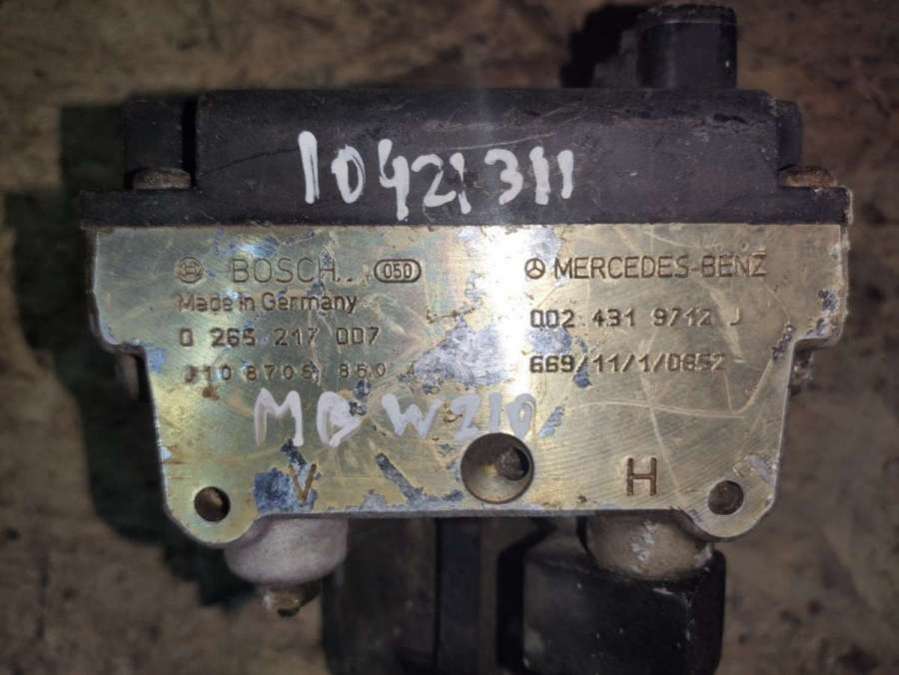 10421311
BOSCH 050
Made in Germany
0 265 217 007
MERCEDES-BENZ
002 431 9712 J
669/11/1/0852
MB W210
V
H